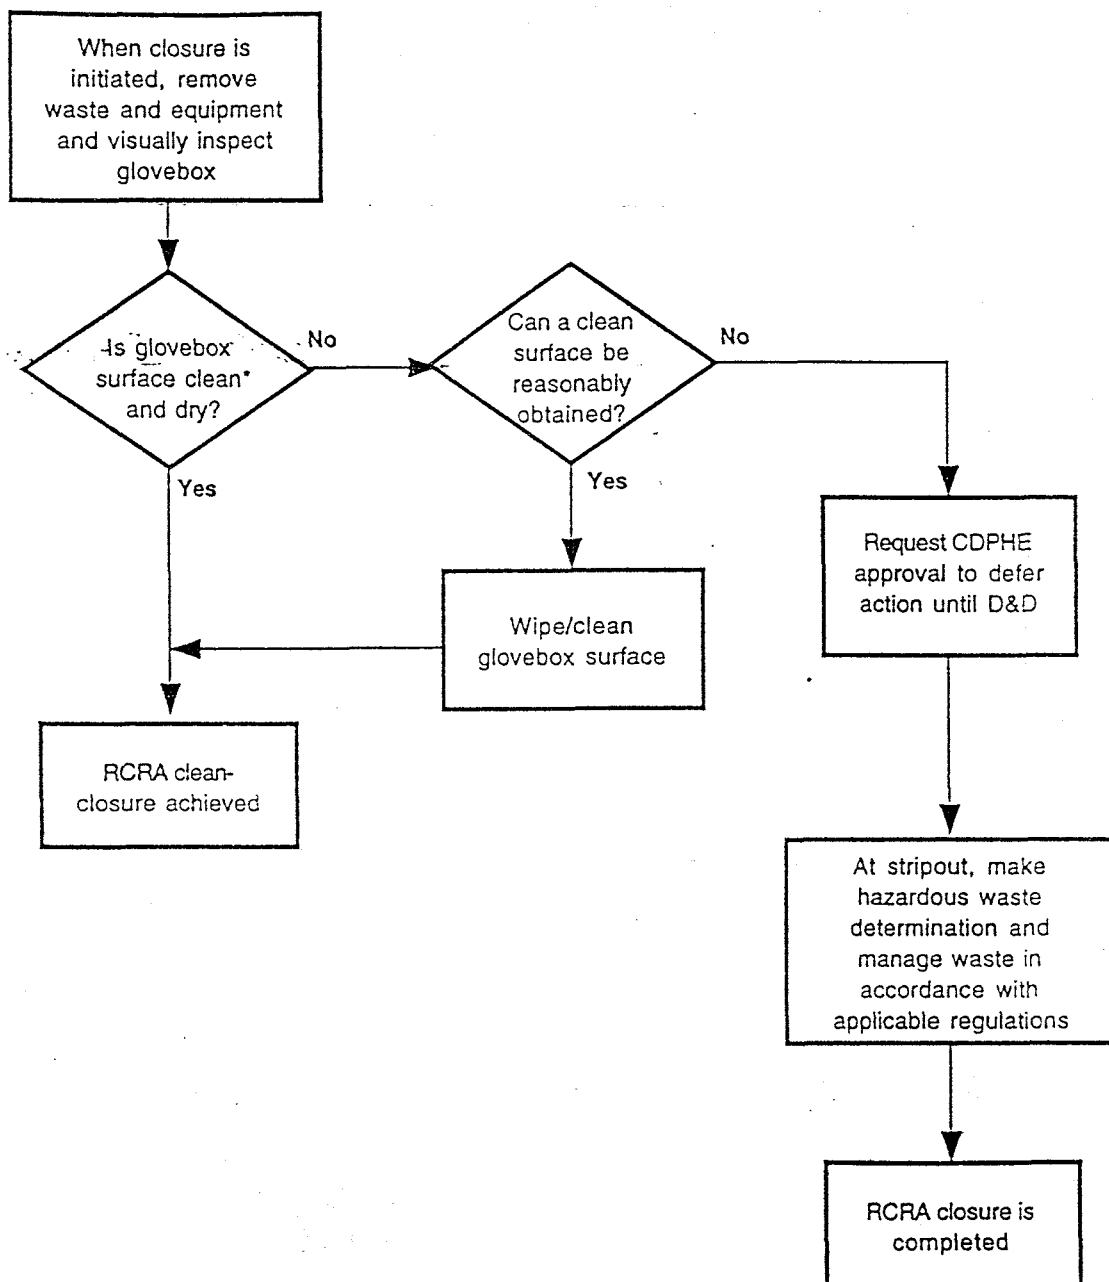 When closure is
initiated, remove
waste and equipment
and visually inspect
glovebox
Is glovebox
surface clean*
and dry?
No
Can a clean
surface be
reasonably
obtained?
No
Yes
Yes
Request CDPHE
approval to defer
action until D&D
Wipe/clean
glovebox surface
RCRA clean-
closure achieved
At stripout, make
hazardous waste
determination and
manage waste in
accordance with
applicable regulations
RCRA closure is
completed